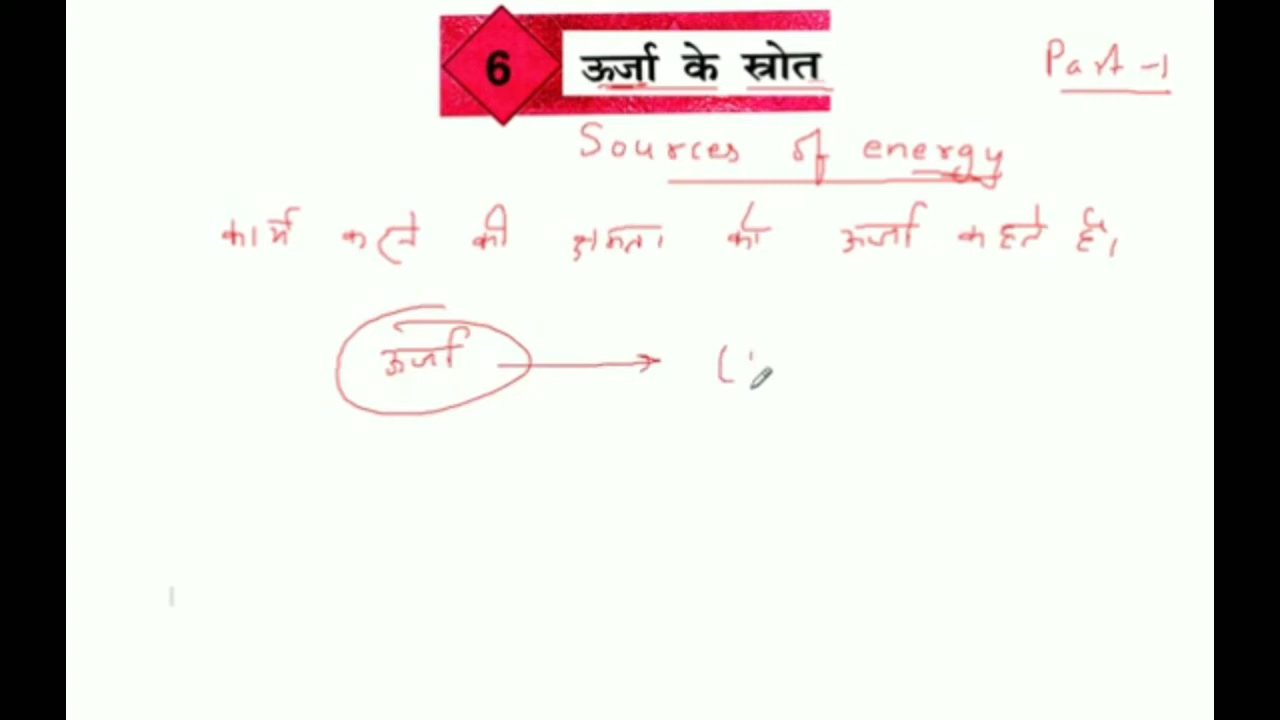 6 ऊर्जा के स्रोत
Part-1
Sources of energy
कार्य करने की क्षमता को ऊर्जा कहते हैं।
ऊर्जा
(